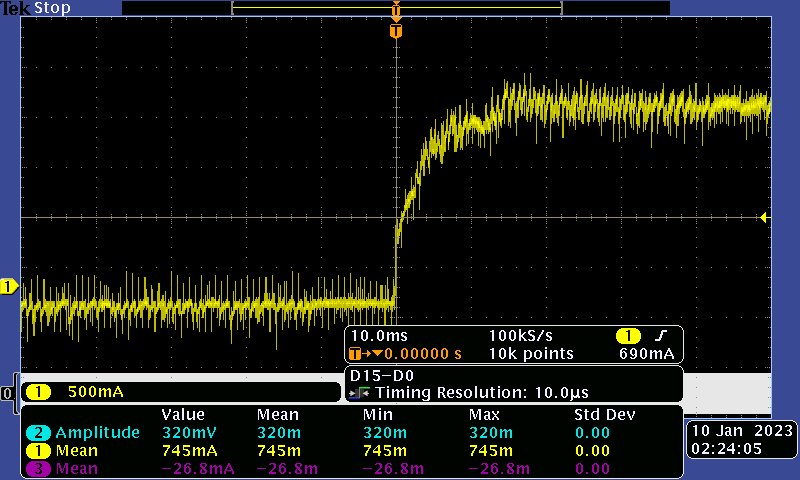 Tek Stop
T
T
1
10.0ms 100kS/s 1
T→▼0.00000 s 10k points 690mA
D15-D0
Timing Resolution: 10.0µs
0
1 500mA
Value Mean Min Max Std Dev
2 Amplitude 320mV 320m 320m 320m 0.00
1 Mean 745mA 745m 745m 745m 0.00
3 Mean −26.8mA −26.8m −26.8m −26.8m 0.00
10 Jan 2023
02:24:05